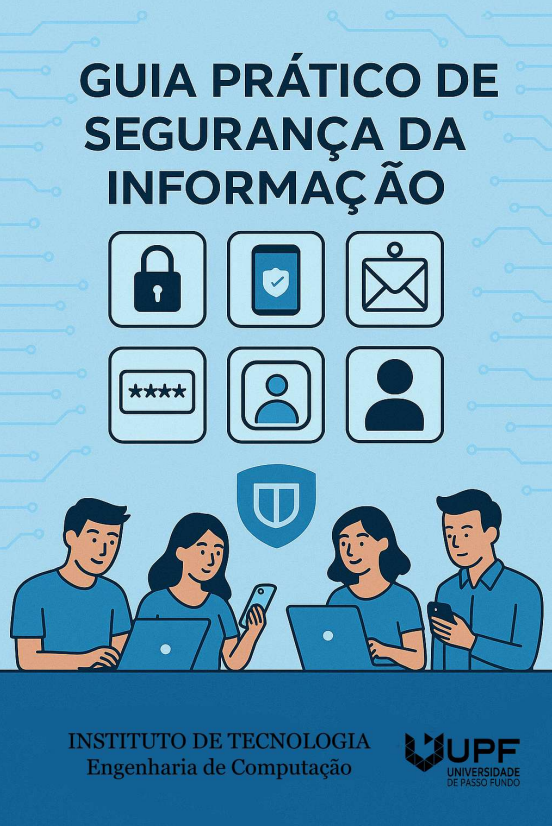 GUIA PRÁTICO DE
SEGURANÇA DA
INFORMAÇÃO
****
INSTITUTO DE TECNOLOGIA
Engenharia de Computação
UPF
UNIVERSIDADE
DE PASSO FUNDO